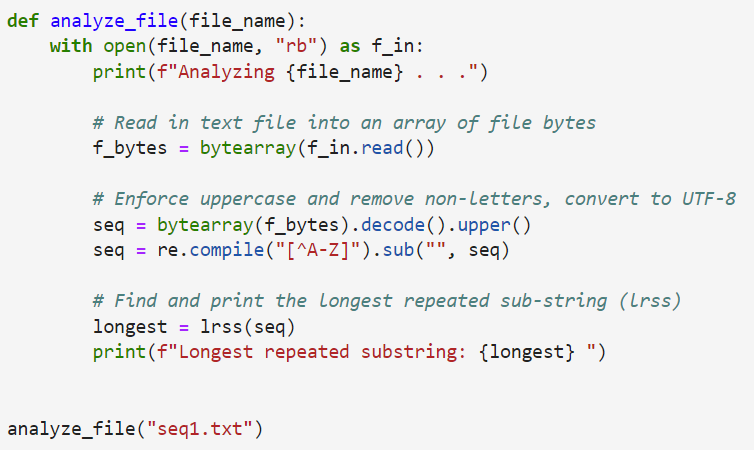 def analyze_file(file_name):
    with open(file_name, "rb") as f_in:
        print(f"Analyzing {file_name} . . .")
        # Read in text file into an array of file bytes
        f_bytes = bytearray(f_in.read())
        # Enforce uppercase and remove non-letters, convert to UTF-8
        seq = bytearray(f_bytes).decode().upper()
        seq = re.compile("[^A-Z]").sub("", seq)
        # Find and print the longest repeated sub-string (lrss)
        longest = lrss(seq)
        print(f"Longest repeated substring: {longest} ")
analyze_file("seq1.txt")